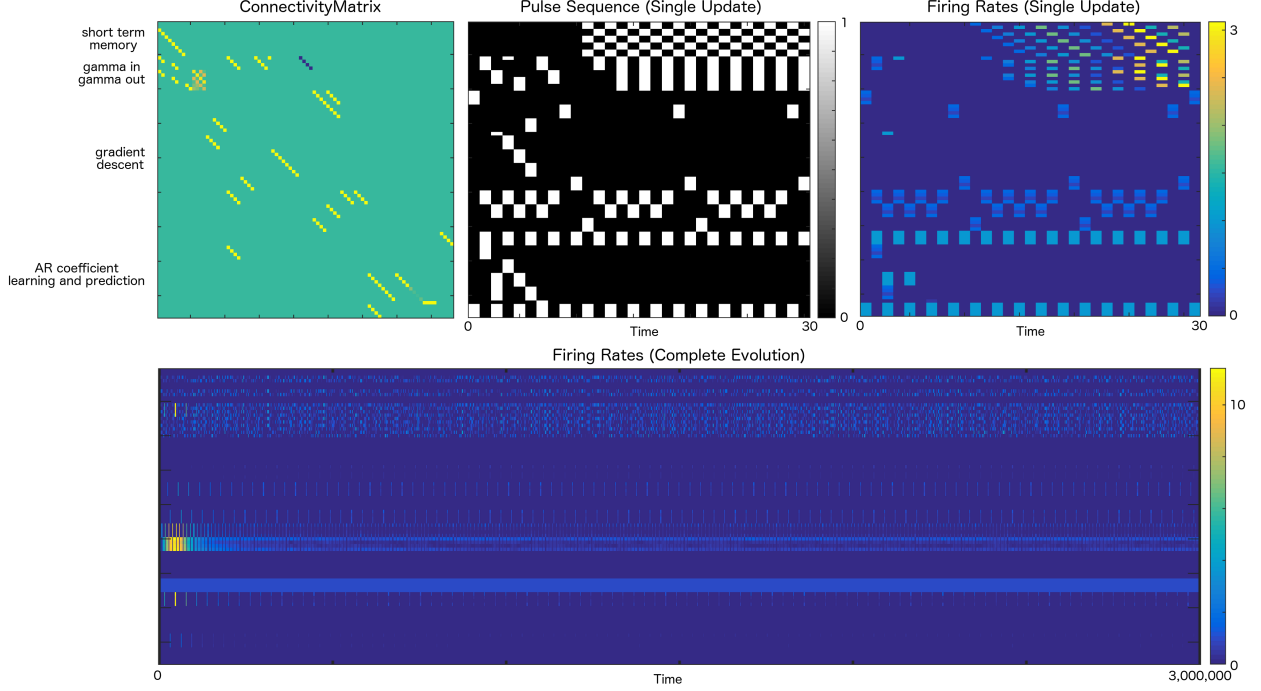 ConnectivityMatrix
Pulse Sequence (Single Update)
Firing Rates (Single Update)
short term
memory
gamma in
gamma out
gradient
descent
AR coefficient
learning and prediction
1
0
0
Time
30
3
0
0
Time
30
Firing Rates (Complete Evolution)
10
0
0
Time
3,000,000